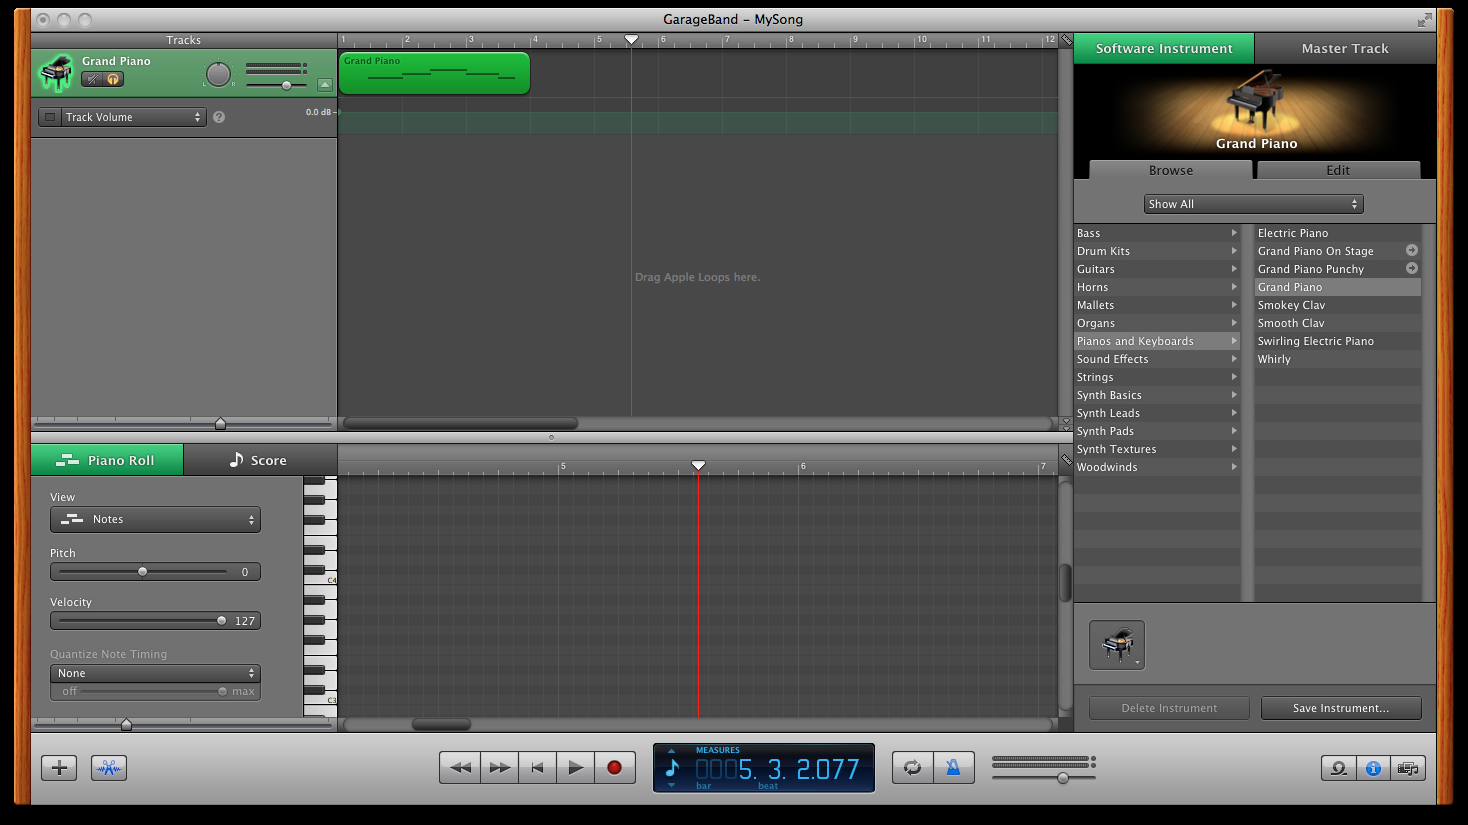 GarageBand – MySong
Tracks
1 2 3 4 5 6 7 8 9 10 11 12
Software Instrument
Master Track
Grand Piano
L R
Grand Piano
Track Volume
?
0.0 dB
Drag Apple Loops here.
Grand Piano
Browse
Edit
Show All
Bass
Drum Kits
Guitars
Horns
Mallets
Organs
Pianos and Keyboards
Sound Effects
Strings
Synth Basics
Synth Leads
Synth Pads
Synth Textures
Woodwinds
Electric Piano
Grand Piano On Stage
Grand Piano Punchy
Grand Piano
Smokey Clav
Smooth Clav
Swirling Electric Piano
Whirly
Piano Roll
Score
5 6 7
View
Notes
Pitch
0
Velocity
127
Quantize Note Timing
None
off max
C4
C3
Delete Instrument
Save Instrument...
MEASURES
0005. 3. 2.077
bar beat